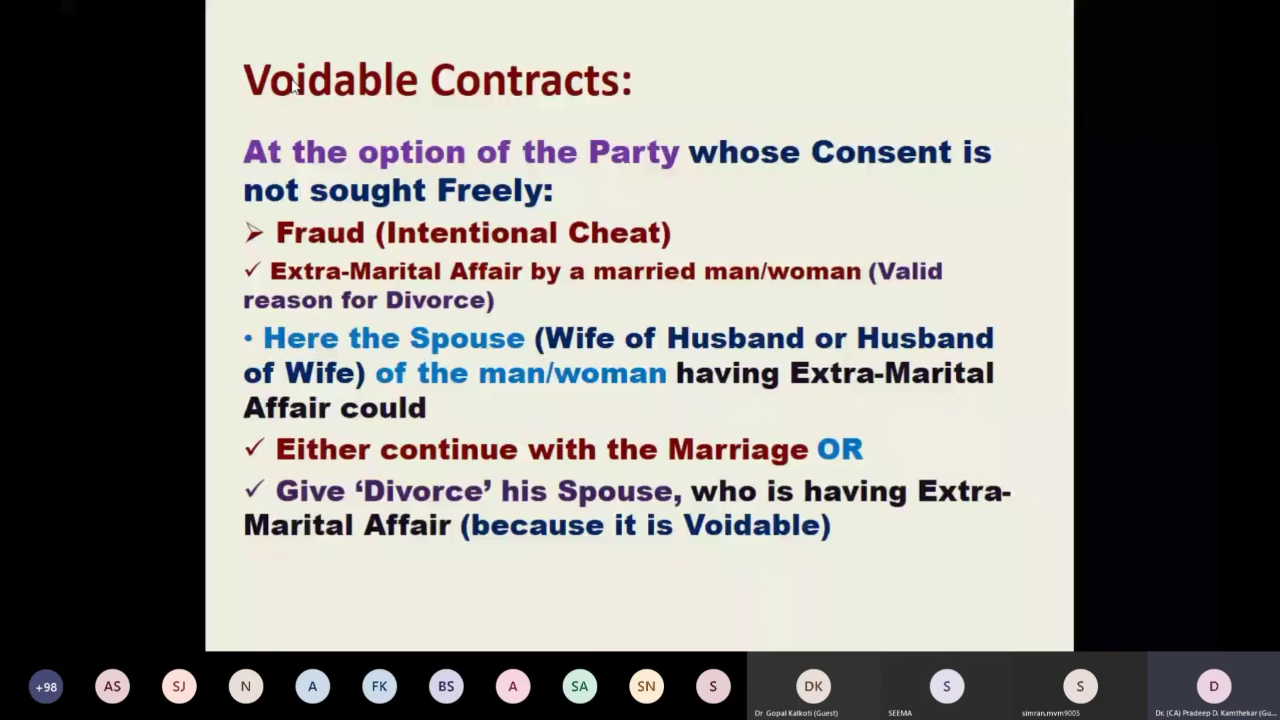 Voidable Contracts:
At the option of the Party whose Consent is
not sought Freely:
➢ Fraud (Intentional Cheat)
✓ Extra-Marital Affair by a married man/woman (Valid
reason for Divorce)
• Here the Spouse (Wife of Husband or Husband
of Wife) of the man/woman having Extra-Marital
Affair could
✓ Either continue with the Marriage OR
✓ Give ‘Divorce’ his Spouse, who is having Extra-
Marital Affair (because it is Voidable)
+98 AS SJ N A FK BS A SA SN S DK S S D
Dr Gopal Kalkoti (Guest) SEEMA simran.mvm9005 Dr. (CA) Pradeep D. Kamthekar (Gu...